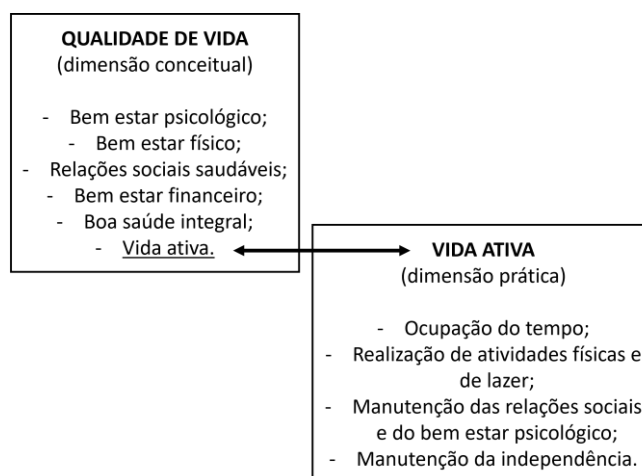 QUALIDADE DE VIDA
(dimensão conceitual)
- Bem estar psicológico;
- Bem estar físico;
- Relações sociais saudáveis;
- Bem estar financeiro;
- Boa saúde integral;
- Vida ativa.
VIDA ATIVA
(dimensão prática)
- Ocupação do tempo;
- Realização de atividades físicas e
de lazer;
- Manutenção das relações sociais
e do bem estar psicológico;
- Manutenção da independência.